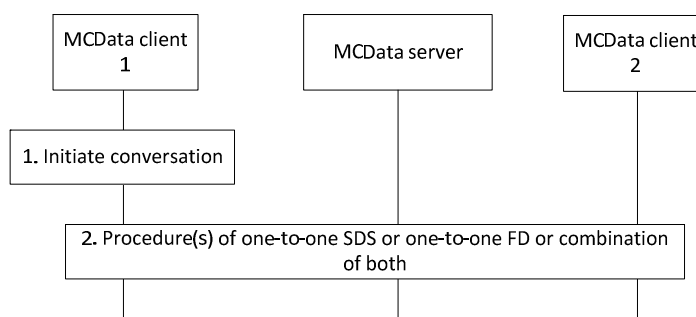 MCData client
1
MCData server
MCData client
2
1. Initiate conversation
2. Procedure(s) of one-to-one SDS or one-to-one FD or combination
of both